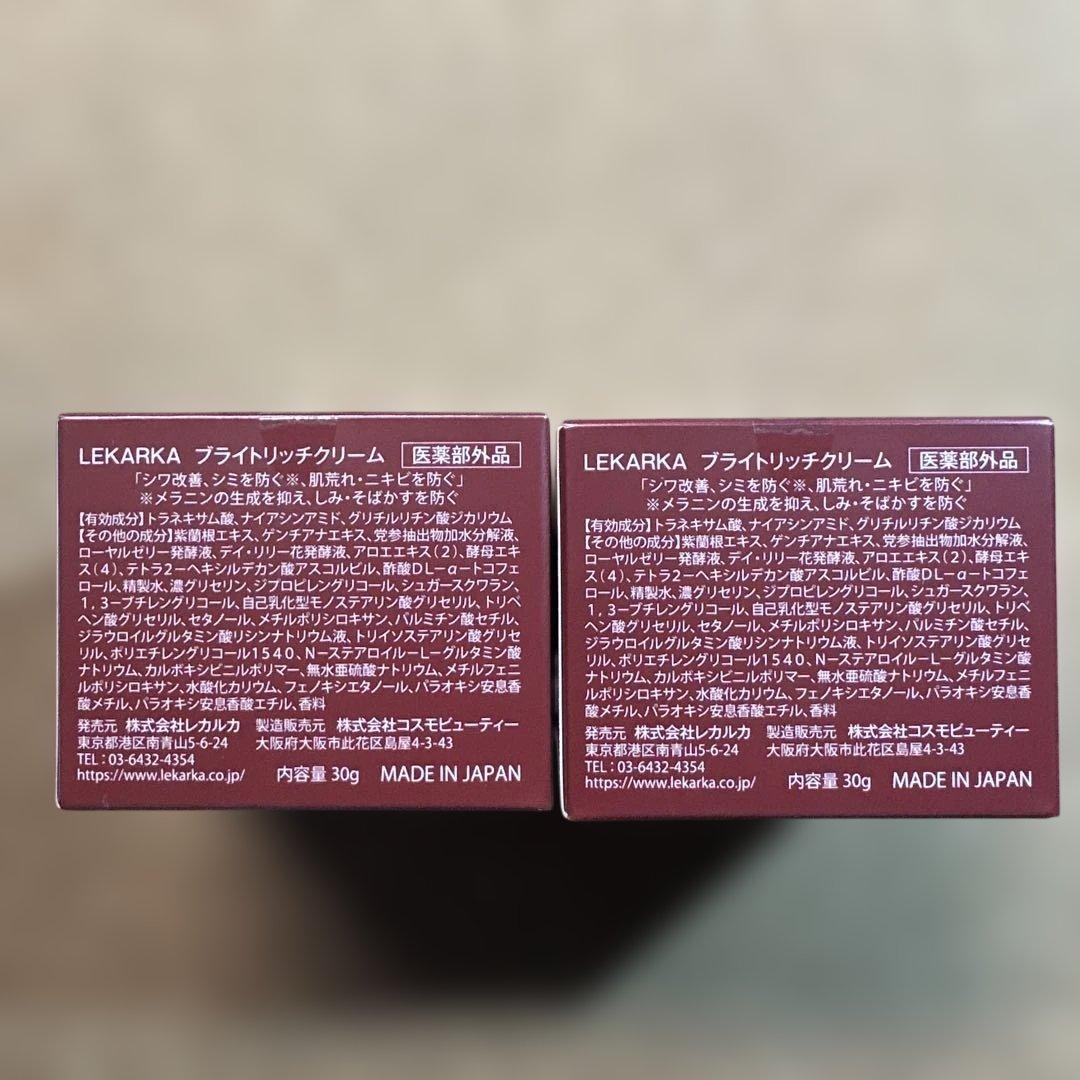 LEKARKA ブライトリッチクリーム 医薬部外品
「シワ改善、シミを防ぐ※、肌荒れ・ニキビを防ぐ」
※メラニンの生成を抑え、しみ・そばかすを防ぐ
【有効成分】トラネキサム酸、ナイアシンアミド、グリチルリチン酸ジカリウム
【その他の成分】紫蘭根エキス、ゲンチアナエキス、党参抽出物加水分解液、
ローヤルゼリー発酵液、デイ・リリー花発酵液、アロエエキス（2）、酵母エキ
ス（4）、テトラ2－ヘキシルデカン酸アスコルビル、酢酸DL－α－トコフェ
ロール、精製水、濃グリセリン、ジプロピレングリコール、シュガースクワラン、
1，3－ブチレングリコール、自己乳化型モノステアリン酸グリセリル、トリベ
ヘン酸グリセリル、セタノール、メチルポリシロキサン、パルミチン酸セチル、
ジラウロイルグルタミン酸リシンナトリウム液、トリイソステアリン酸グリセ
リル、ポリエチレングリコール1540、N－ステアロイル－L－グルタミン酸
ナトリウム、カルボキシビニルポリマー、無水亜硫酸ナトリウム、メチルフェニ
ルポリシロキサン、水酸化カリウム、フェノキシエタノール、パラオキシ安息香
酸メチル、パラオキシ安息香酸エチル、香料
発売元 株式会社レカルカ 製造販売元 株式会社コスモビューティー
東京都港区南青山5-6-24 大阪府大阪市此花区島屋4-3-43
TEL：03-6432-4354
https://www.lekarka.co.jp/ 内容量 30g MADE IN JAPAN
LEKARKA ブライトリッチクリーム 医薬部外品
「シワ改善、シミを防ぐ※、肌荒れ・ニキビを防ぐ」
※メラニンの生成を抑え、しみ・そばかすを防ぐ
【有効成分】トラネキサム酸、ナイアシンアミド、グリチルリチン酸ジカリウム
【その他の成分】紫蘭根エキス、ゲンチアナエキス、党参抽出物加水分解液、
ローヤルゼリー発酵液、デイ・リリー花発酵液、アロエエキス（2）、酵母エキ
ス（4）、テトラ2－ヘキシルデカン酸アスコルビル、酢酸DL－α－トコフェ
ロール、精製水、濃グリセリン、ジプロピレングリコール、シュガースクワラン、
1，3－ブチレングリコール、自己乳化型モノステアリン酸グリセリル、トリベ
ヘン酸グリセリル、セタノール、メチルポリシロキサン、パルミチン酸セチル、
ジラウロイルグルタミン酸リシンナトリウム液、トリイソステアリン酸グリセ
リル、ポリエチレングリコール1540、N－ステアロイル－L－グルタミン酸
ナトリウム、カルボキシビニルポリマー、無水亜硫酸ナトリウム、メチルフェニ
ルポリシロキサン、水酸化カリウム、フェノキシエタノール、パラオキシ安息香
酸メチル、パラオキシ安息香酸エチル、香料
発売元 株式会社レカルカ 製造販売元 株式会社コスモビューティー
東京都港区南青山5-6-24 大阪府大阪市此花区島屋4-3-43
TEL：03-6432-4354
https://www.lekarka.co.jp/ 内容量 30g MADE IN JAPAN